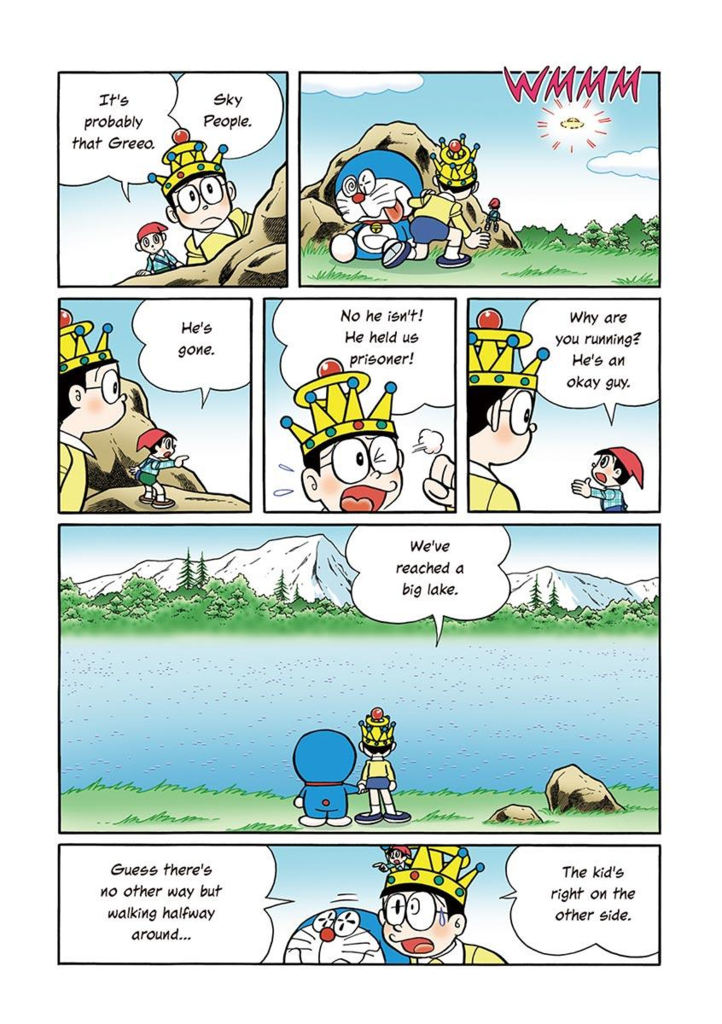 WMMM
Sky
People.
It's
probably
that Greeo.
Why are
you running?
He's an
okay guy.
No he isn't!
He held us
prisoner!
He's
gone.
We've
reached a
big lake.
The kid's
right on the
other side.
Guess there's
no other way but
walking halfway
around...